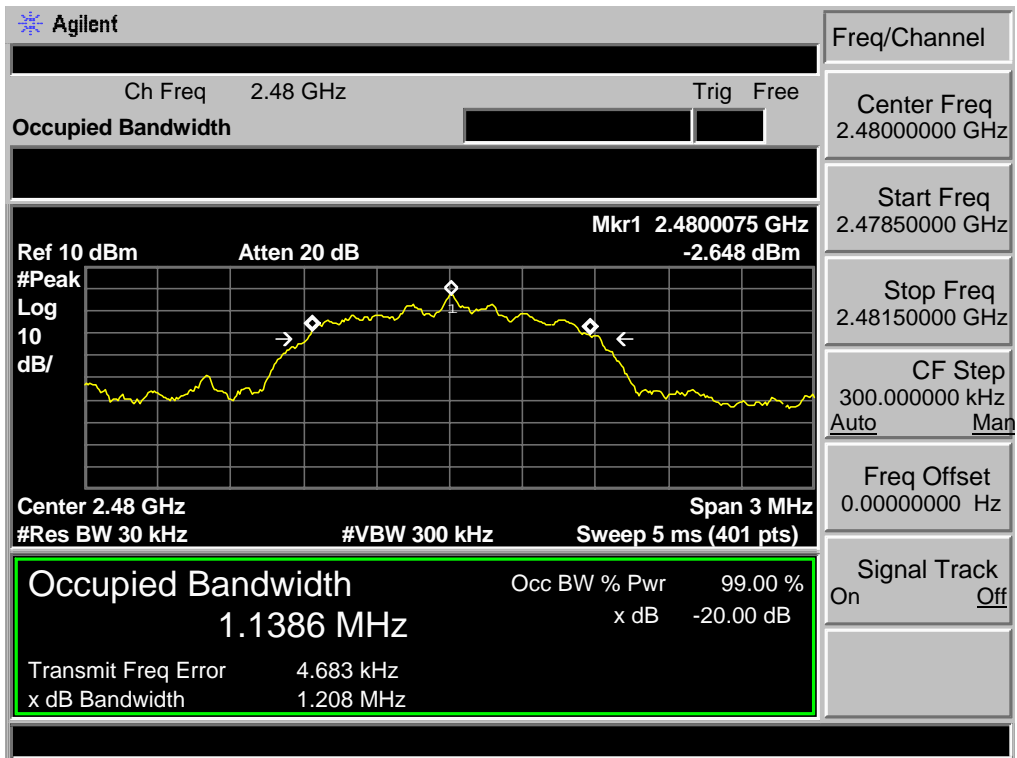 Agilent
Ch Freq 2.48 GHz Trig Free
Occupied Bandwidth
Mkr1 2.4800075 GHz
Ref 10 dBm Atten 20 dB -2.648 dBm
#Peak
Log
10
dB/
1
Center 2.48 GHz Span 3 MHz
#Res BW 30 kHz #VBW 300 kHz Sweep 5 ms (401 pts)
Occupied Bandwidth
1.1386 MHz
Occ BW % Pwr 99.00 %
x dB -20.00 dB
Transmit Freq Error 4.683 kHz
x dB Bandwidth 1.208 MHz
Freq/Channel
Center Freq
2.48000000 GHz
Start Freq
2.47850000 GHz
Stop Freq
2.48150000 GHz
CF Step
300.000000 kHz
Auto Man
Freq Offset
0.00000000 Hz
Signal Track
On Off